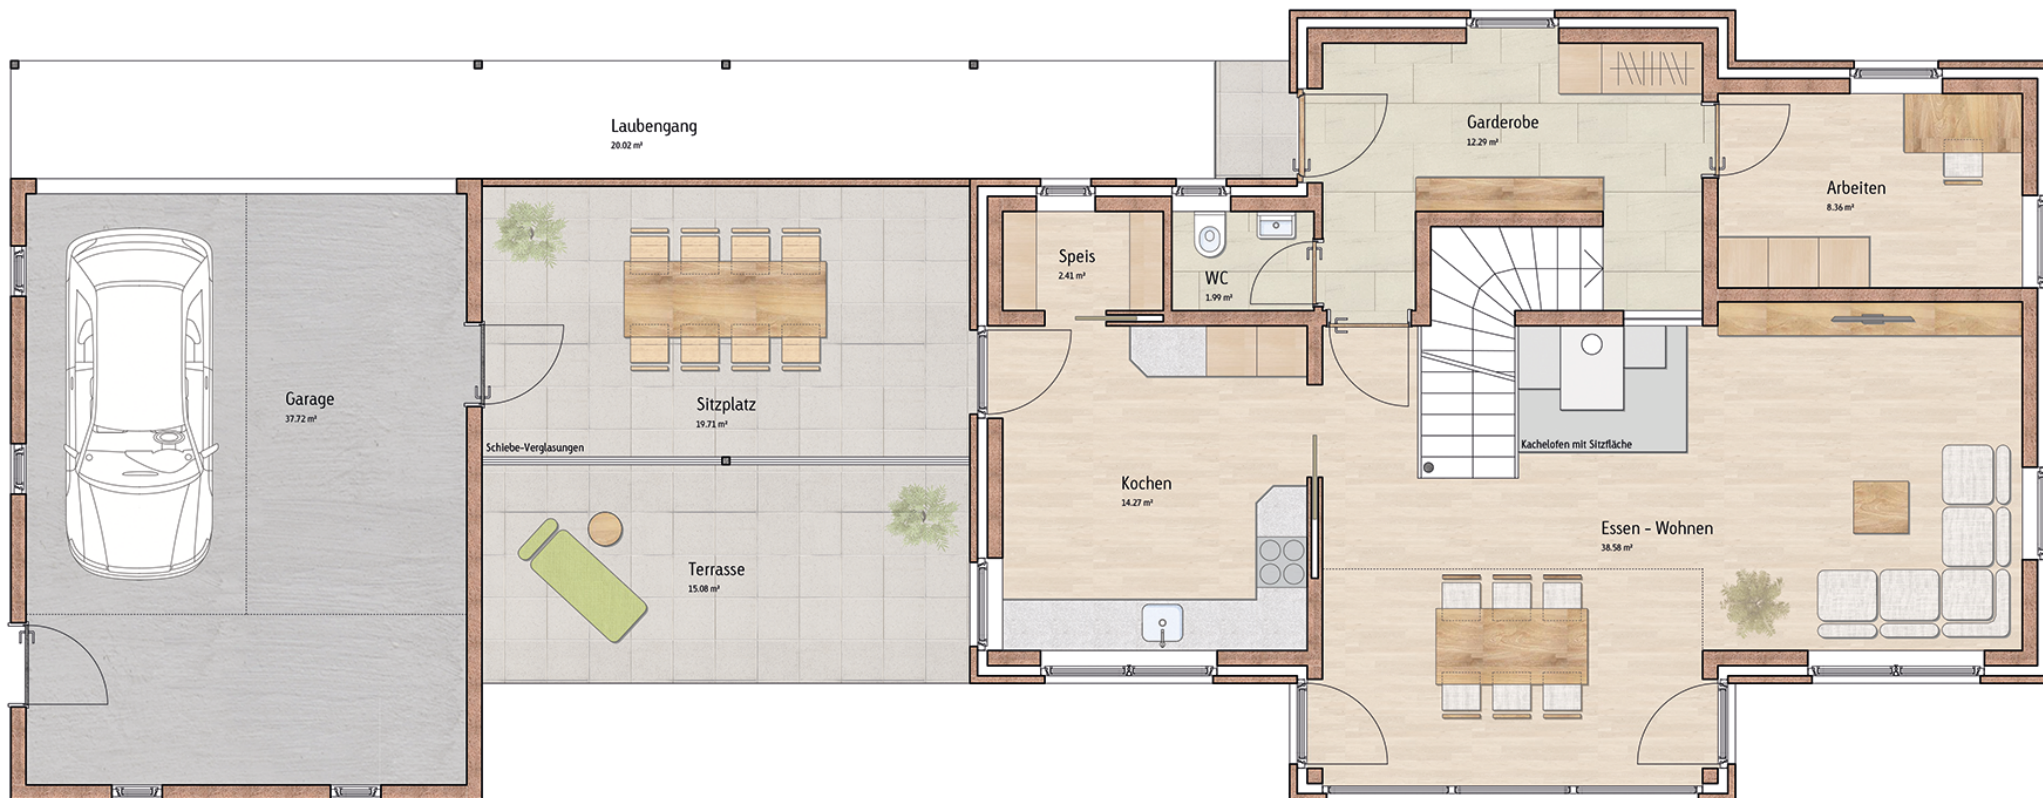 Laubengang
20.02 m²
Garderobe
12.29 m²
Arbeiten
8.36 m²
Speis
2.41 m²
WC
1.99 m²
Garage
37.72 m²
Sitzplatz
19.71 m²
Schiebe-Verglasungen
Kachelofen mit Sitzfläche
Kochen
14.27 m²
Essen - Wohnen
38.58 m²
Terrasse
15.08 m²